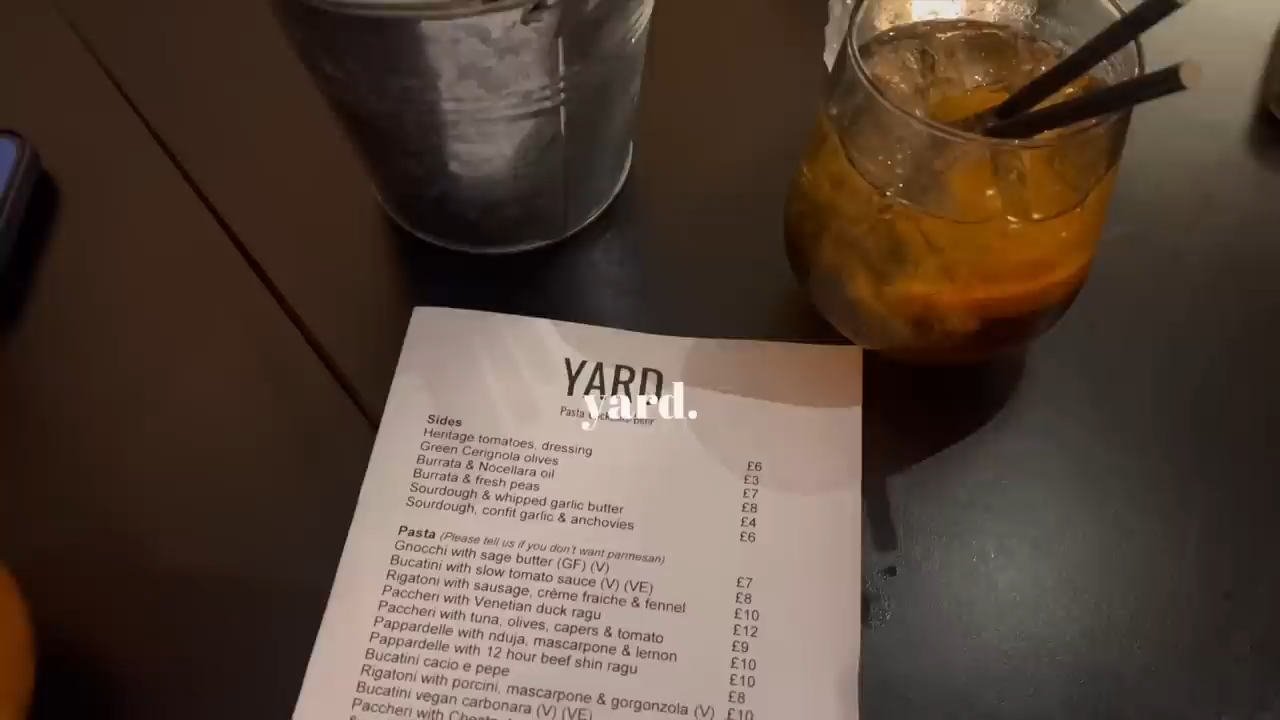 YARD
yard.
Pasta
Sides
Heritage tomatoes, dressing £6
Green Cerignola olives £3
Burrata & Nocellara oil £7
Burrata & fresh peas £8
Sourdough & whipped garlic butter £4
Sourdough, confit garlic & anchovies £6
Pasta (Please tell us if you don't want parmesan)
Gnocchi with sage butter (GF) (V) £7
Bucatini with slow tomato sauce (V) (VE) £8
Rigatoni with sausage, crème fraiche & fennel £10
Paccheri with Venetian duck ragu £12
Paccheri with tuna, olives, capers & tomato £9
Pappardelle with nduja, mascarpone & lemon £10
Pappardelle with 12 hour beef shin ragu £10
Bucatini cacio e pepe £8
Rigatoni with porcini, mascarpone & gorgonzola (V) £10
Bucatini vegan carbonara (V) (VE)
Paccheri with